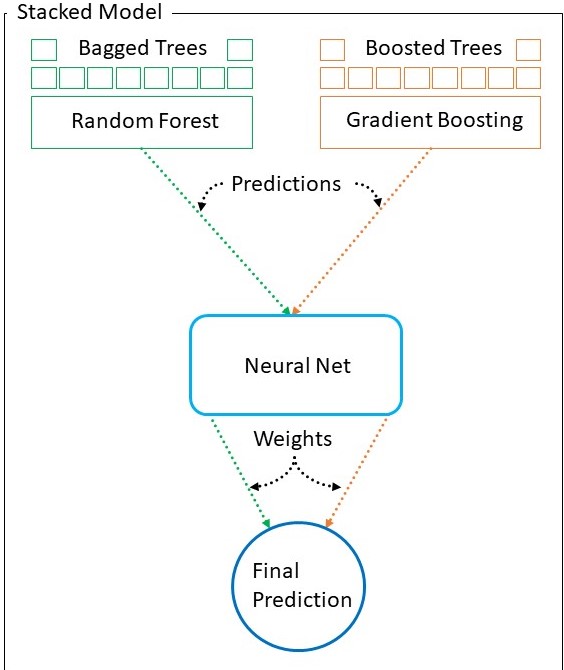 Stacked Model
Bagged Trees
Boosted Trees
Random Forest
Gradient Boosting
Predictions
Neural Net
Weights
Final
Prediction